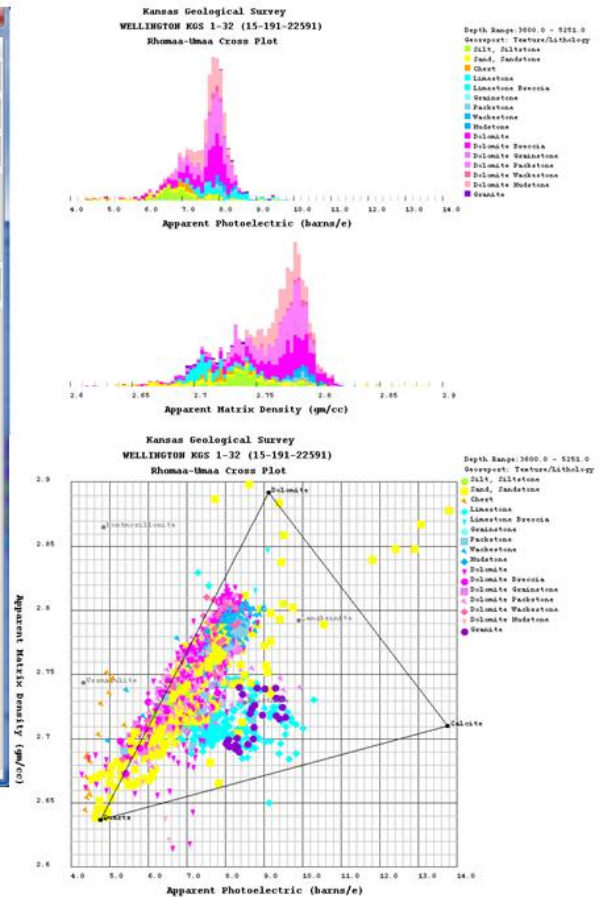 Kansas Geological Survey
WELLINGTON KGS 1-32 (15-191-22591)
Rhomaa-Umaa Cross Plot
Depth Range:3600.0 - 5251.0
Georeport: Texture/Lithology
Silt, Siltstone
Sand, Sandstone
Chert
Limestone
Limestone Breccia
Grainstone
Packstone
Wackestone
Mudstone
Dolomite
Dolomite Breccia
Dolomite Grainstone
Dolomite Packstone
Dolomite Wackestone
Dolomite Mudstone
Granite
4.0 5.0 6.0 7.0 8.0 9.0 10.0 11.0 12.0 13.0 14.0
Apparent Photoelectric (barns/e)
2.6 2.65 2.7 2.75 2.8 2.85 2.9
Apparent Matrix Density (gm/cc)
Kansas Geological Survey
WELLINGTON KGS 1-32 (15-191-22591)
Rhomaa-Umaa Cross Plot
Depth Range:3600.0 - 5251.0
Georeport: Texture/Lithology
Silt, Siltstone
Sand, Sandstone
Chert
Limestone
Limestone Breccia
Grainstone
Packstone
Wackestone
Mudstone
Dolomite
Dolomite Breccia
Dolomite Grainstone
Dolomite Packstone
Dolomite Wackestone
Dolomite Mudstone
Granite
2.9
Dolomite
2.85
2.8
2.75
2.7
Calcite
2.65
Quartz
2.6
Apparent Matrix Density (gm/cc)
4.0 5.0 6.0 7.0 8.0 9.0 10.0 11.0 12.0 13.0 14.0
Apparent Photoelectric (barns/e)